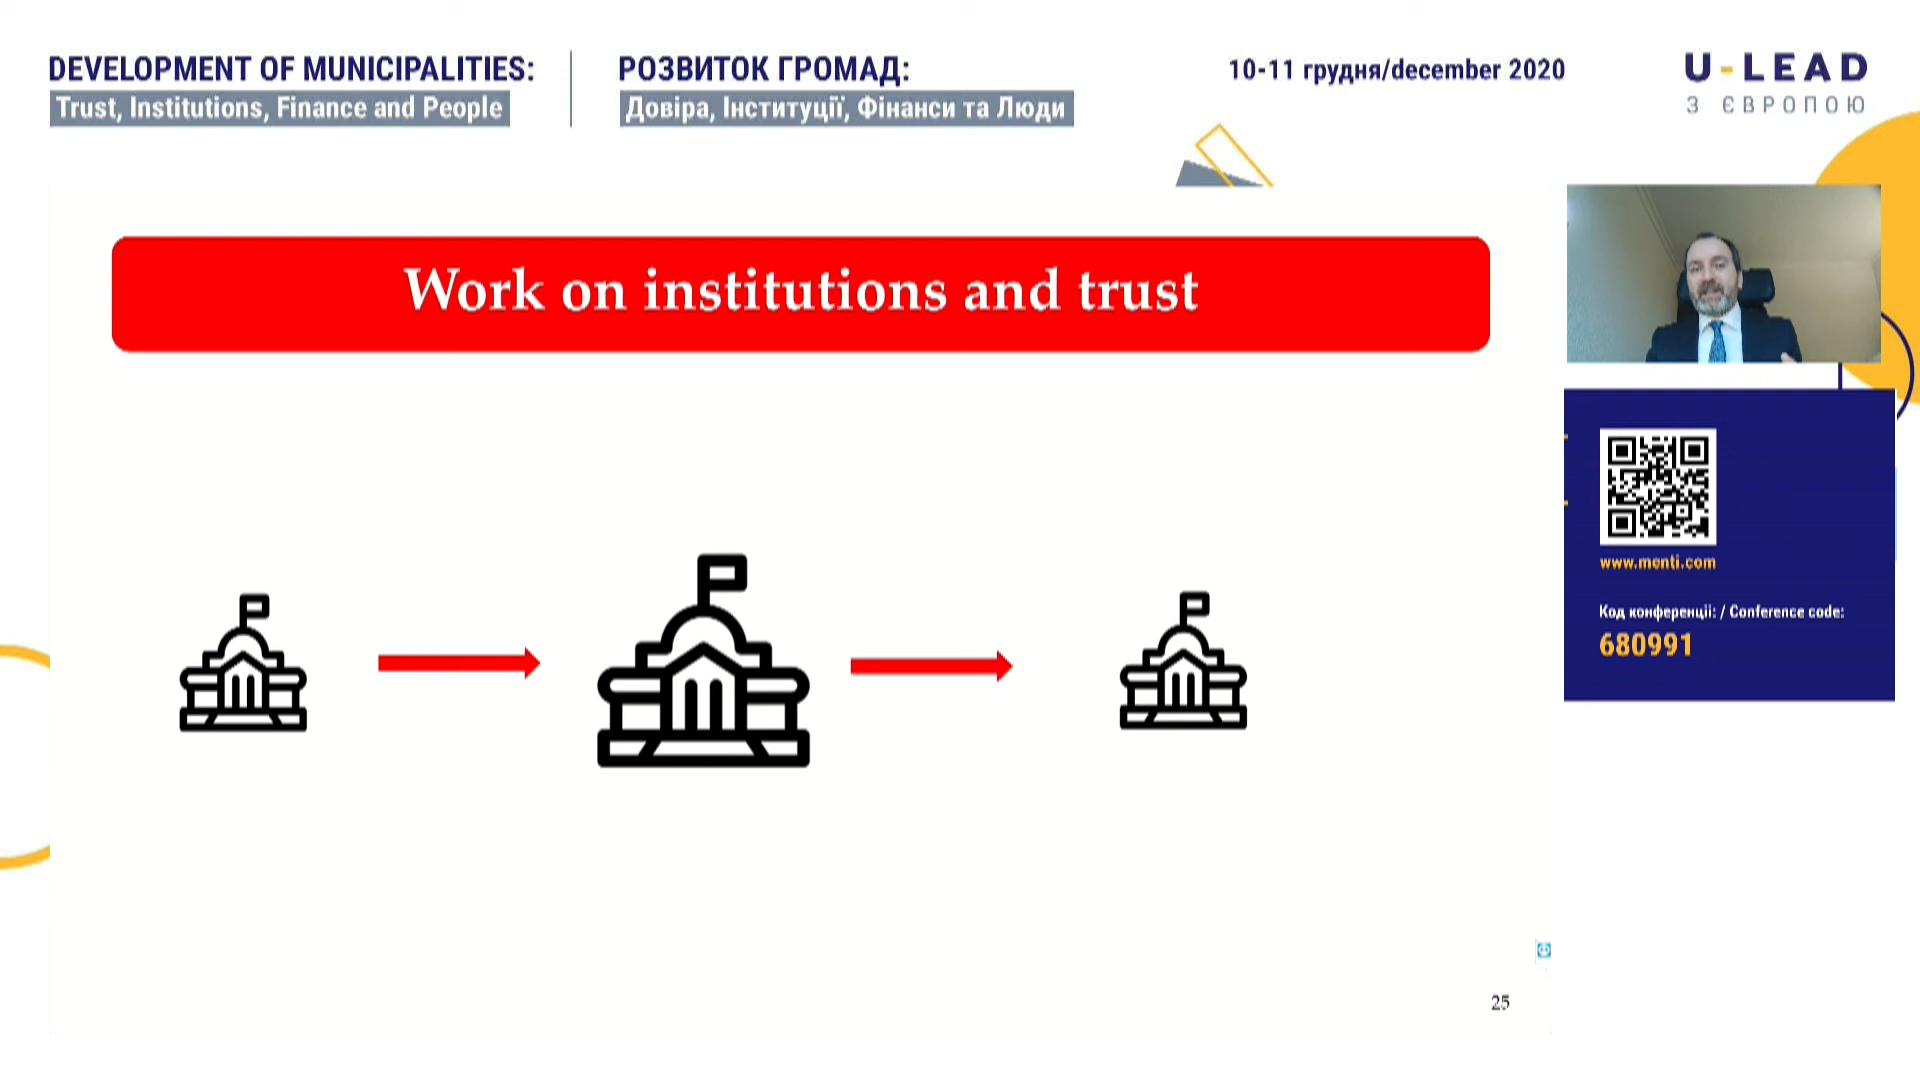 DEVELOPMENT OF MUNICIPALITIES:
Trust, Institutions, Finance and People
РОЗВИТОК ГРОМАД:
Довіра, Інституції, Фінанси та Люди
10-11 грудня/december 2020
U-LEAD
З ЄВРОПОЮ
Work on institutions and trust
www.menti.com
Код конференції: / Conference code:
680991
25